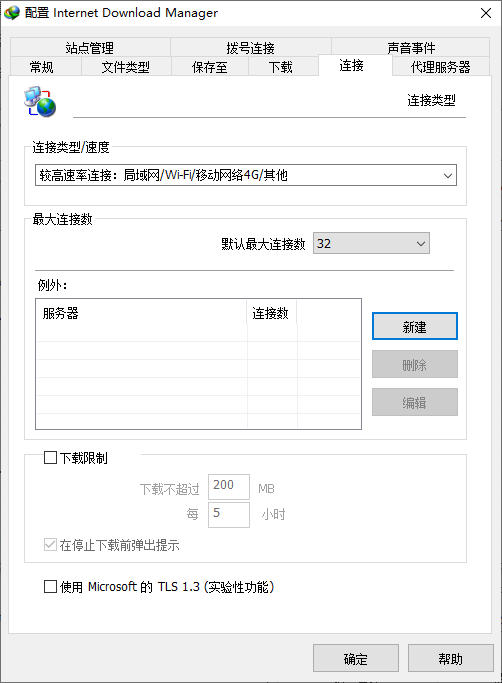 配置 Internet Download Manager
站点管理 拨号连接 声音事件
常规 文件类型 保存至 下载 连接 代理服务器
连接类型
连接类型/速度
较高速率连接：局域网/Wi-Fi/移动网络4G/其他
最大连接数
默认最大连接数 32
例外：
服务器 连接数
新建
删除
编辑
下载限制
下载不超过 200 MB
每 5 小时
在停止下载前弹出提示
使用 Microsoft 的 TLS 1.3 (实验性功能)
确定 帮助